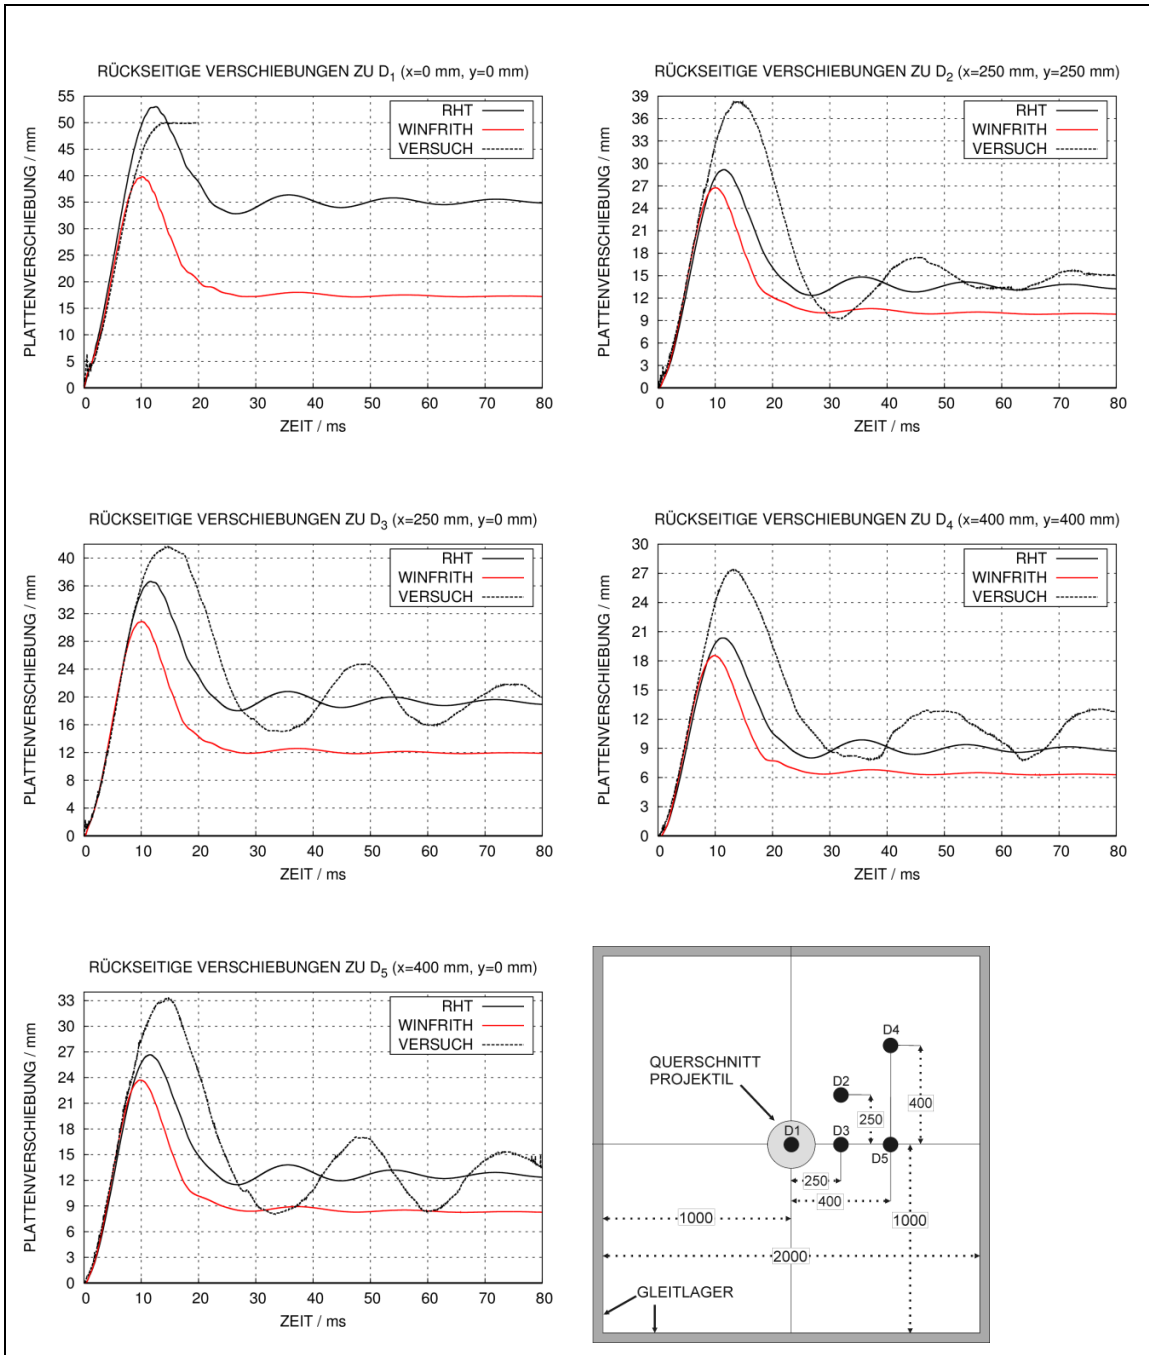 RÜCKSEITIGE VERSCHIEBUNGEN ZU D1 (x=0 mm, y=0 mm)
55
50
45
40
35
30
25
20
15
10
5
0
PLATTENVERSCHIEBUNG / mm
RHT
WINFRITH
VERSUCH
0 10 20 30 40 50 60 70 80
ZEIT / ms
RÜCKSEITIGE VERSCHIEBUNGEN ZU D2 (x=250 mm, y=250 mm)
39
36
33
30
27
24
21
18
15
12
9
6
3
0
PLATTENVERSCHIEBUNG / mm
RHT
WINFRITH
VERSUCH
0 10 20 30 40 50 60 70 80
ZEIT / ms
RÜCKSEITIGE VERSCHIEBUNGEN ZU D3 (x=250 mm, y=0 mm)
40
36
32
28
24
20
16
12
8
4
0
PLATTENVERSCHIEBUNG / mm
RHT
WINFRITH
VERSUCH
0 10 20 30 40 50 60 70 80
ZEIT / ms
RÜCKSEITIGE VERSCHIEBUNGEN ZU D4 (x=400 mm, y=400 mm)
30
27
24
21
18
15
12
9
6
3
0
PLATTENVERSCHIEBUNG / mm
RHT
WINFRITH
VERSUCH
0 10 20 30 40 50 60 70 80
ZEIT / ms
RÜCKSEITIGE VERSCHIEBUNGEN ZU D5 (x=400 mm, y=0 mm)
33
30
27
24
21
18
15
12
9
6
3
0
PLATTENVERSCHIEBUNG / mm
RHT
WINFRITH
VERSUCH
0 10 20 30 40 50 60 70 80
ZEIT / ms
D4
QUERSCHNITT
PROJEKTIL
D2
400
250
D1 D3
D5
250
400
1000
1000
2000
GLEITLAGER